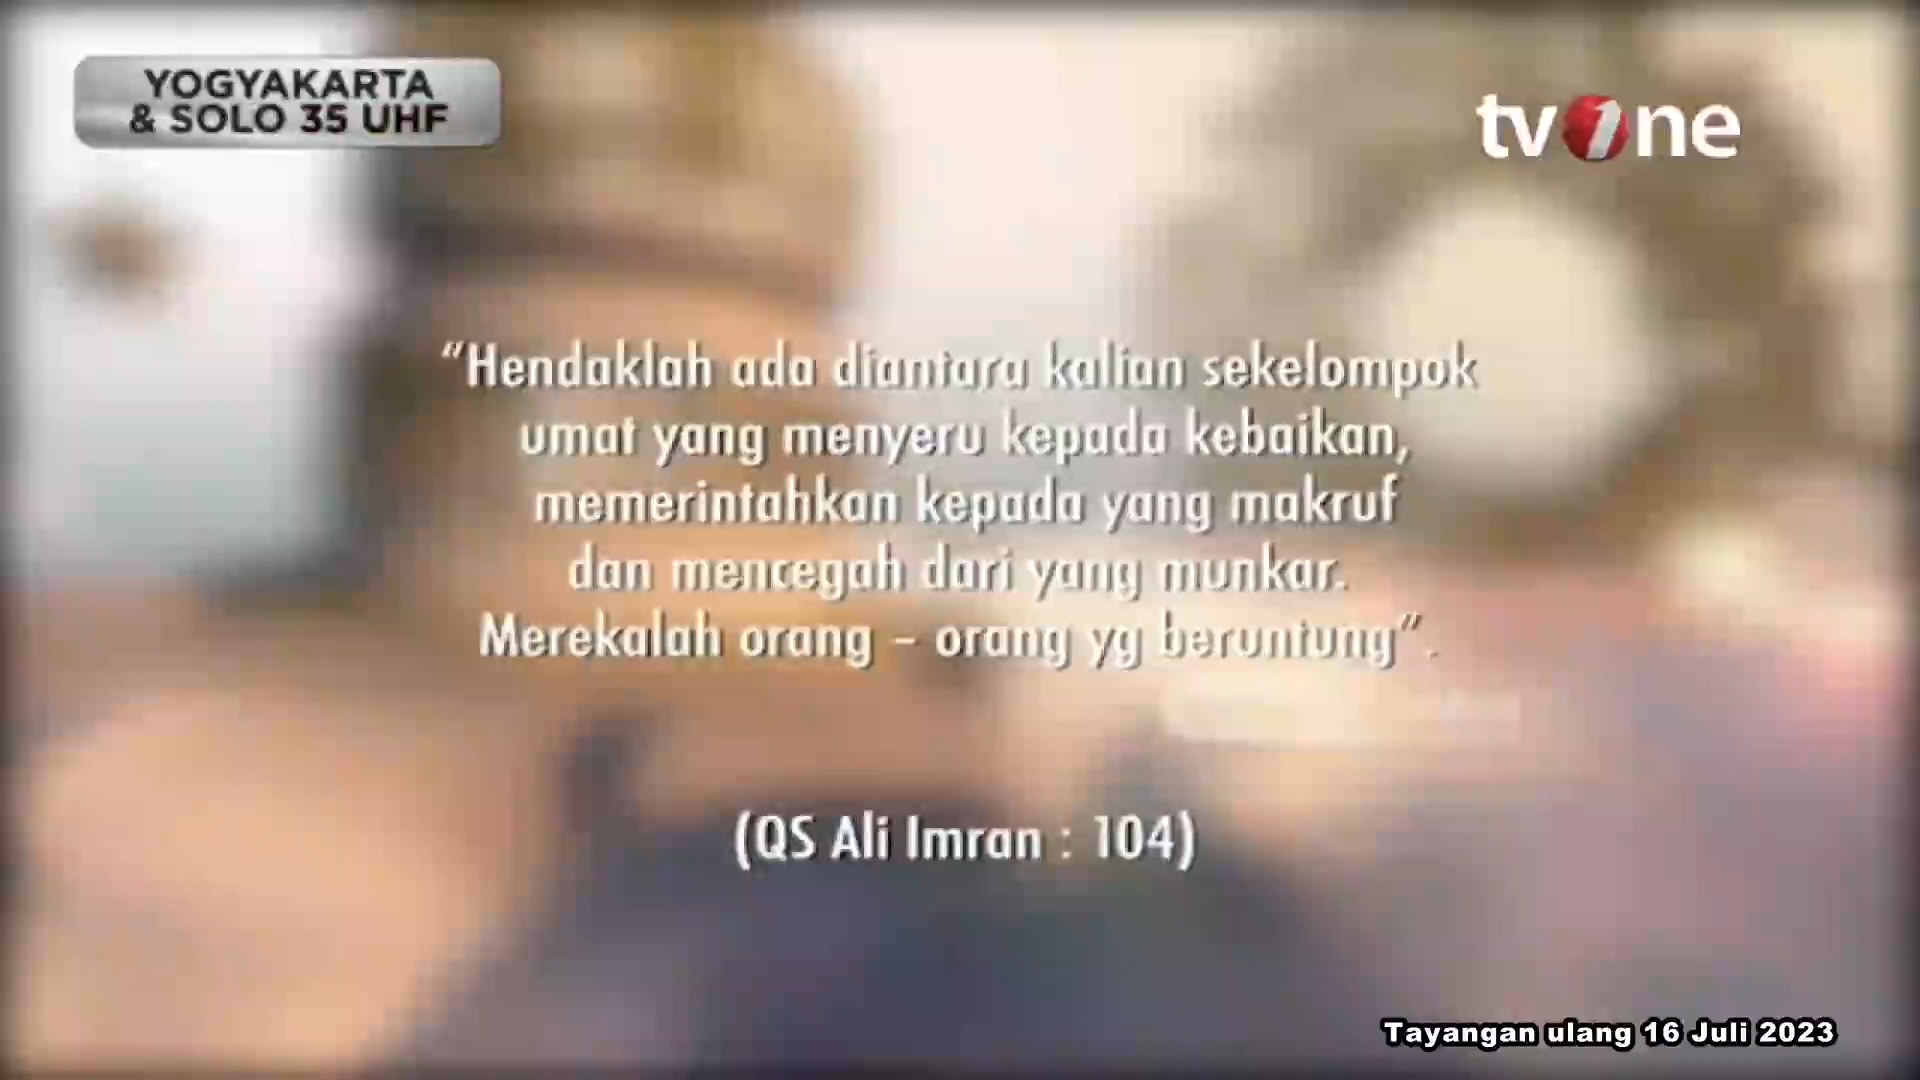 YOGYAKARTA
& SOLO 35 UHF
tvOne
“Hendaklah ada diantara kalian sekelompok
umat yang menyeru kepada kebaikan,
memerintahkan kepada yang makruf
dan mencegah dari yang munkar.
Merekalah orang – orang yg beruntung”.
(QS Ali Imran : 104)
Tayangan ulang 16 Juli 2023